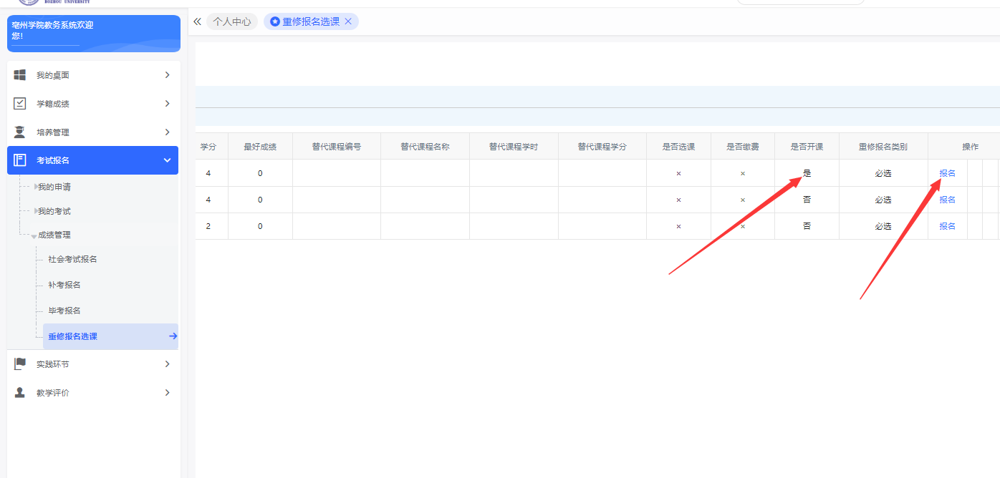 BOZHOU UNIVERSITY
亳州学院教务系统欢迎
您!
个人中心
重修报名选课
我的桌面
学籍成绩
培养管理
考试报名
我的申请
我的考试
成绩管理
社会考试报名
补考报名
毕考报名
重修报名选课
实践环节
教学评价
学分 最好成绩 替代课程编号 替代课程名称 替代课程学时 替代课程学分 是否选课 是否缴费 是否开课 重修报名类别 操作
4 0 × × 是 必选 报名
4 0 × × 否 必选 报名
2 0 × × 否 必选 报名